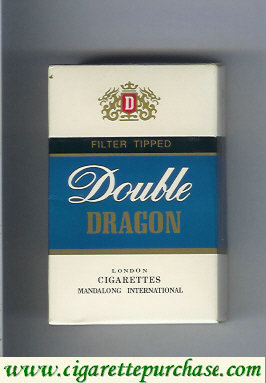 D
FILTER TIPPED
Double
DRAGON
LONDON
CIGARETTES
MANDALONG INTERNATIONAL
www.cigarettepurchase.com